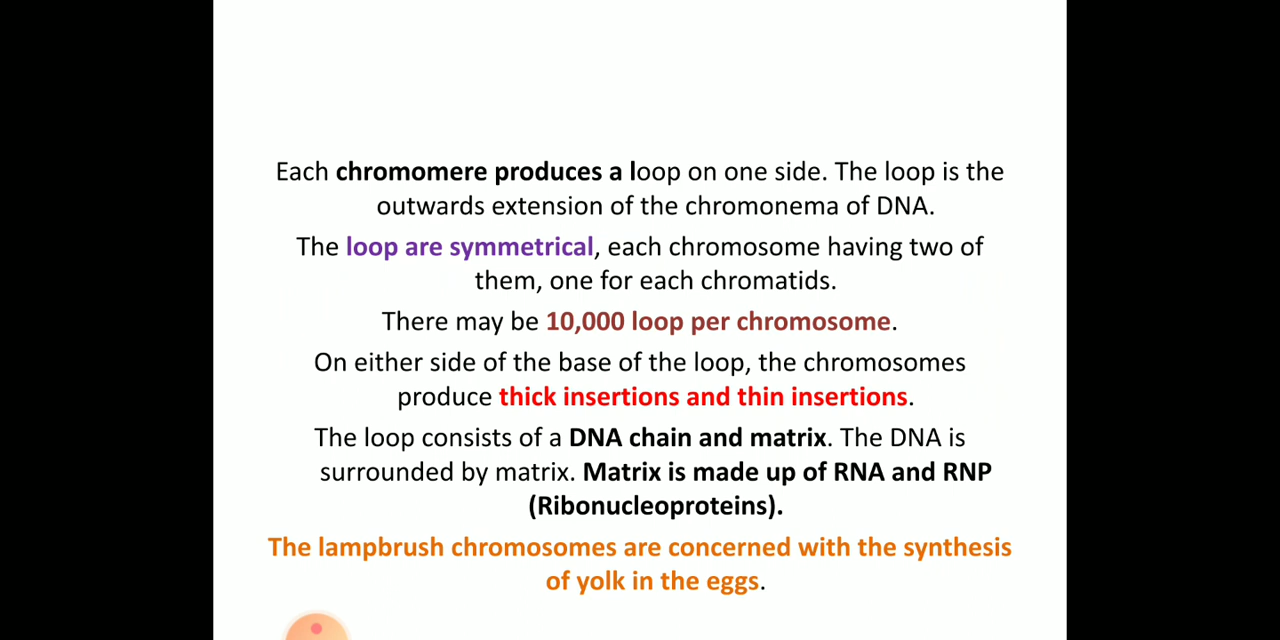 Each chromomere produces a loop on one side. The loop is the
outwards extension of the chromonema of DNA.
The loop are symmetrical, each chromosome having two of
them, one for each chromatids.
There may be 10,000 loop per chromosome.
On either side of the base of the loop, the chromosomes
produce thick insertions and thin insertions.
The loop consists of a DNA chain and matrix. The DNA is
surrounded by matrix. Matrix is made up of RNA and RNP
(Ribonucleoproteins).
The lampbrush chromosomes are concerned with the synthesis
of yolk in the eggs.